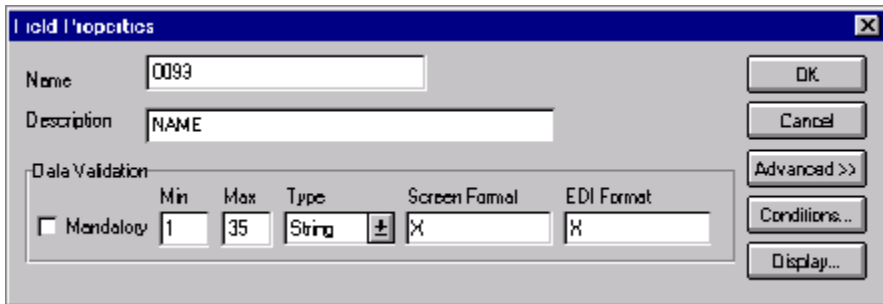 Field Properties
Name 0093 OK
Description NAME Cancel
Data Validation Advanced >>
Min Max Type Screen Format EDI Format
Mandatory 1 35 String X X Conditions...
Display...